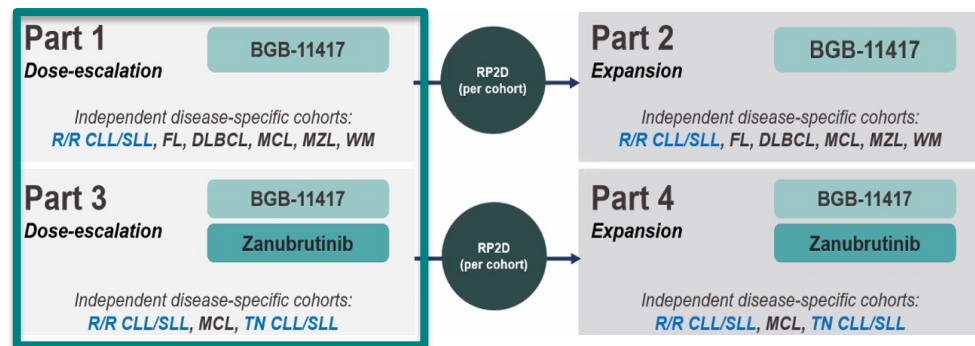 Part 1
Dose-escalation
BGB-11417
Independent disease-specific cohorts:
R/R CLL/SLL, FL, DLBCL, MCL, MZL, WM
RP2D
(per cohort)
Part 2
Expansion
BGB-11417
Independent disease-specific cohorts:
R/R CLL/SLL, FL, DLBCL, MCL, MZL, WM
Part 3
Dose-escalation
BGB-11417
Zanubrutinib
Independent disease-specific cohorts:
R/R CLL/SLL, MCL, TN CLL/SLL
RP2D
(per cohort)
Part 4
Expansion
BGB-11417
Zanubrutinib
Independent disease-specific cohorts:
R/R CLL/SLL, MCL, TN CLL/SLL